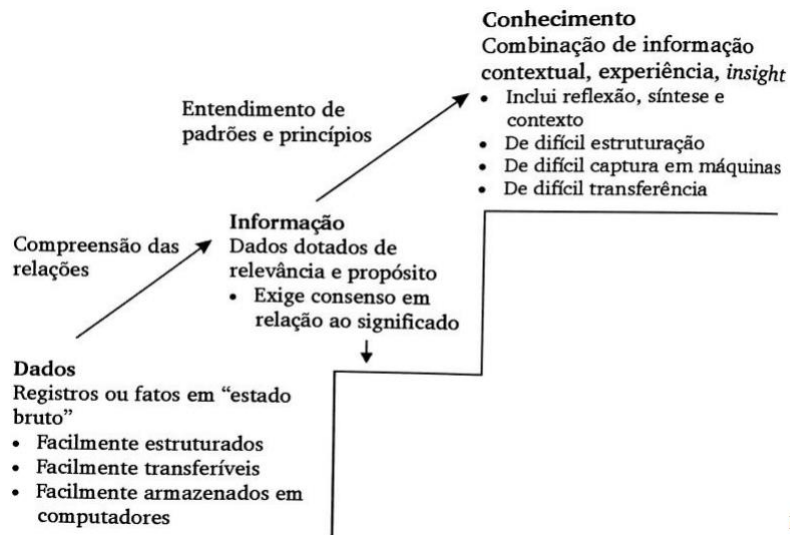 Conhecimento
Combinação de informação
contextual, experiência, insight
• Inclui reflexão, síntese e
contexto
• De difícil estruturação
• De difícil captura em máquinas
• De difícil transferência
Entendimento de
padrões e princípios
Informação
Dados dotados de
relevância e propósito
• Exige consenso em
relação ao significado
Compreensão das
relações
Dados
Registros ou fatos em “estado
bruto”
• Facilmente estruturados
• Facilmente transferíveis
• Facilmente armazenados em
computadores